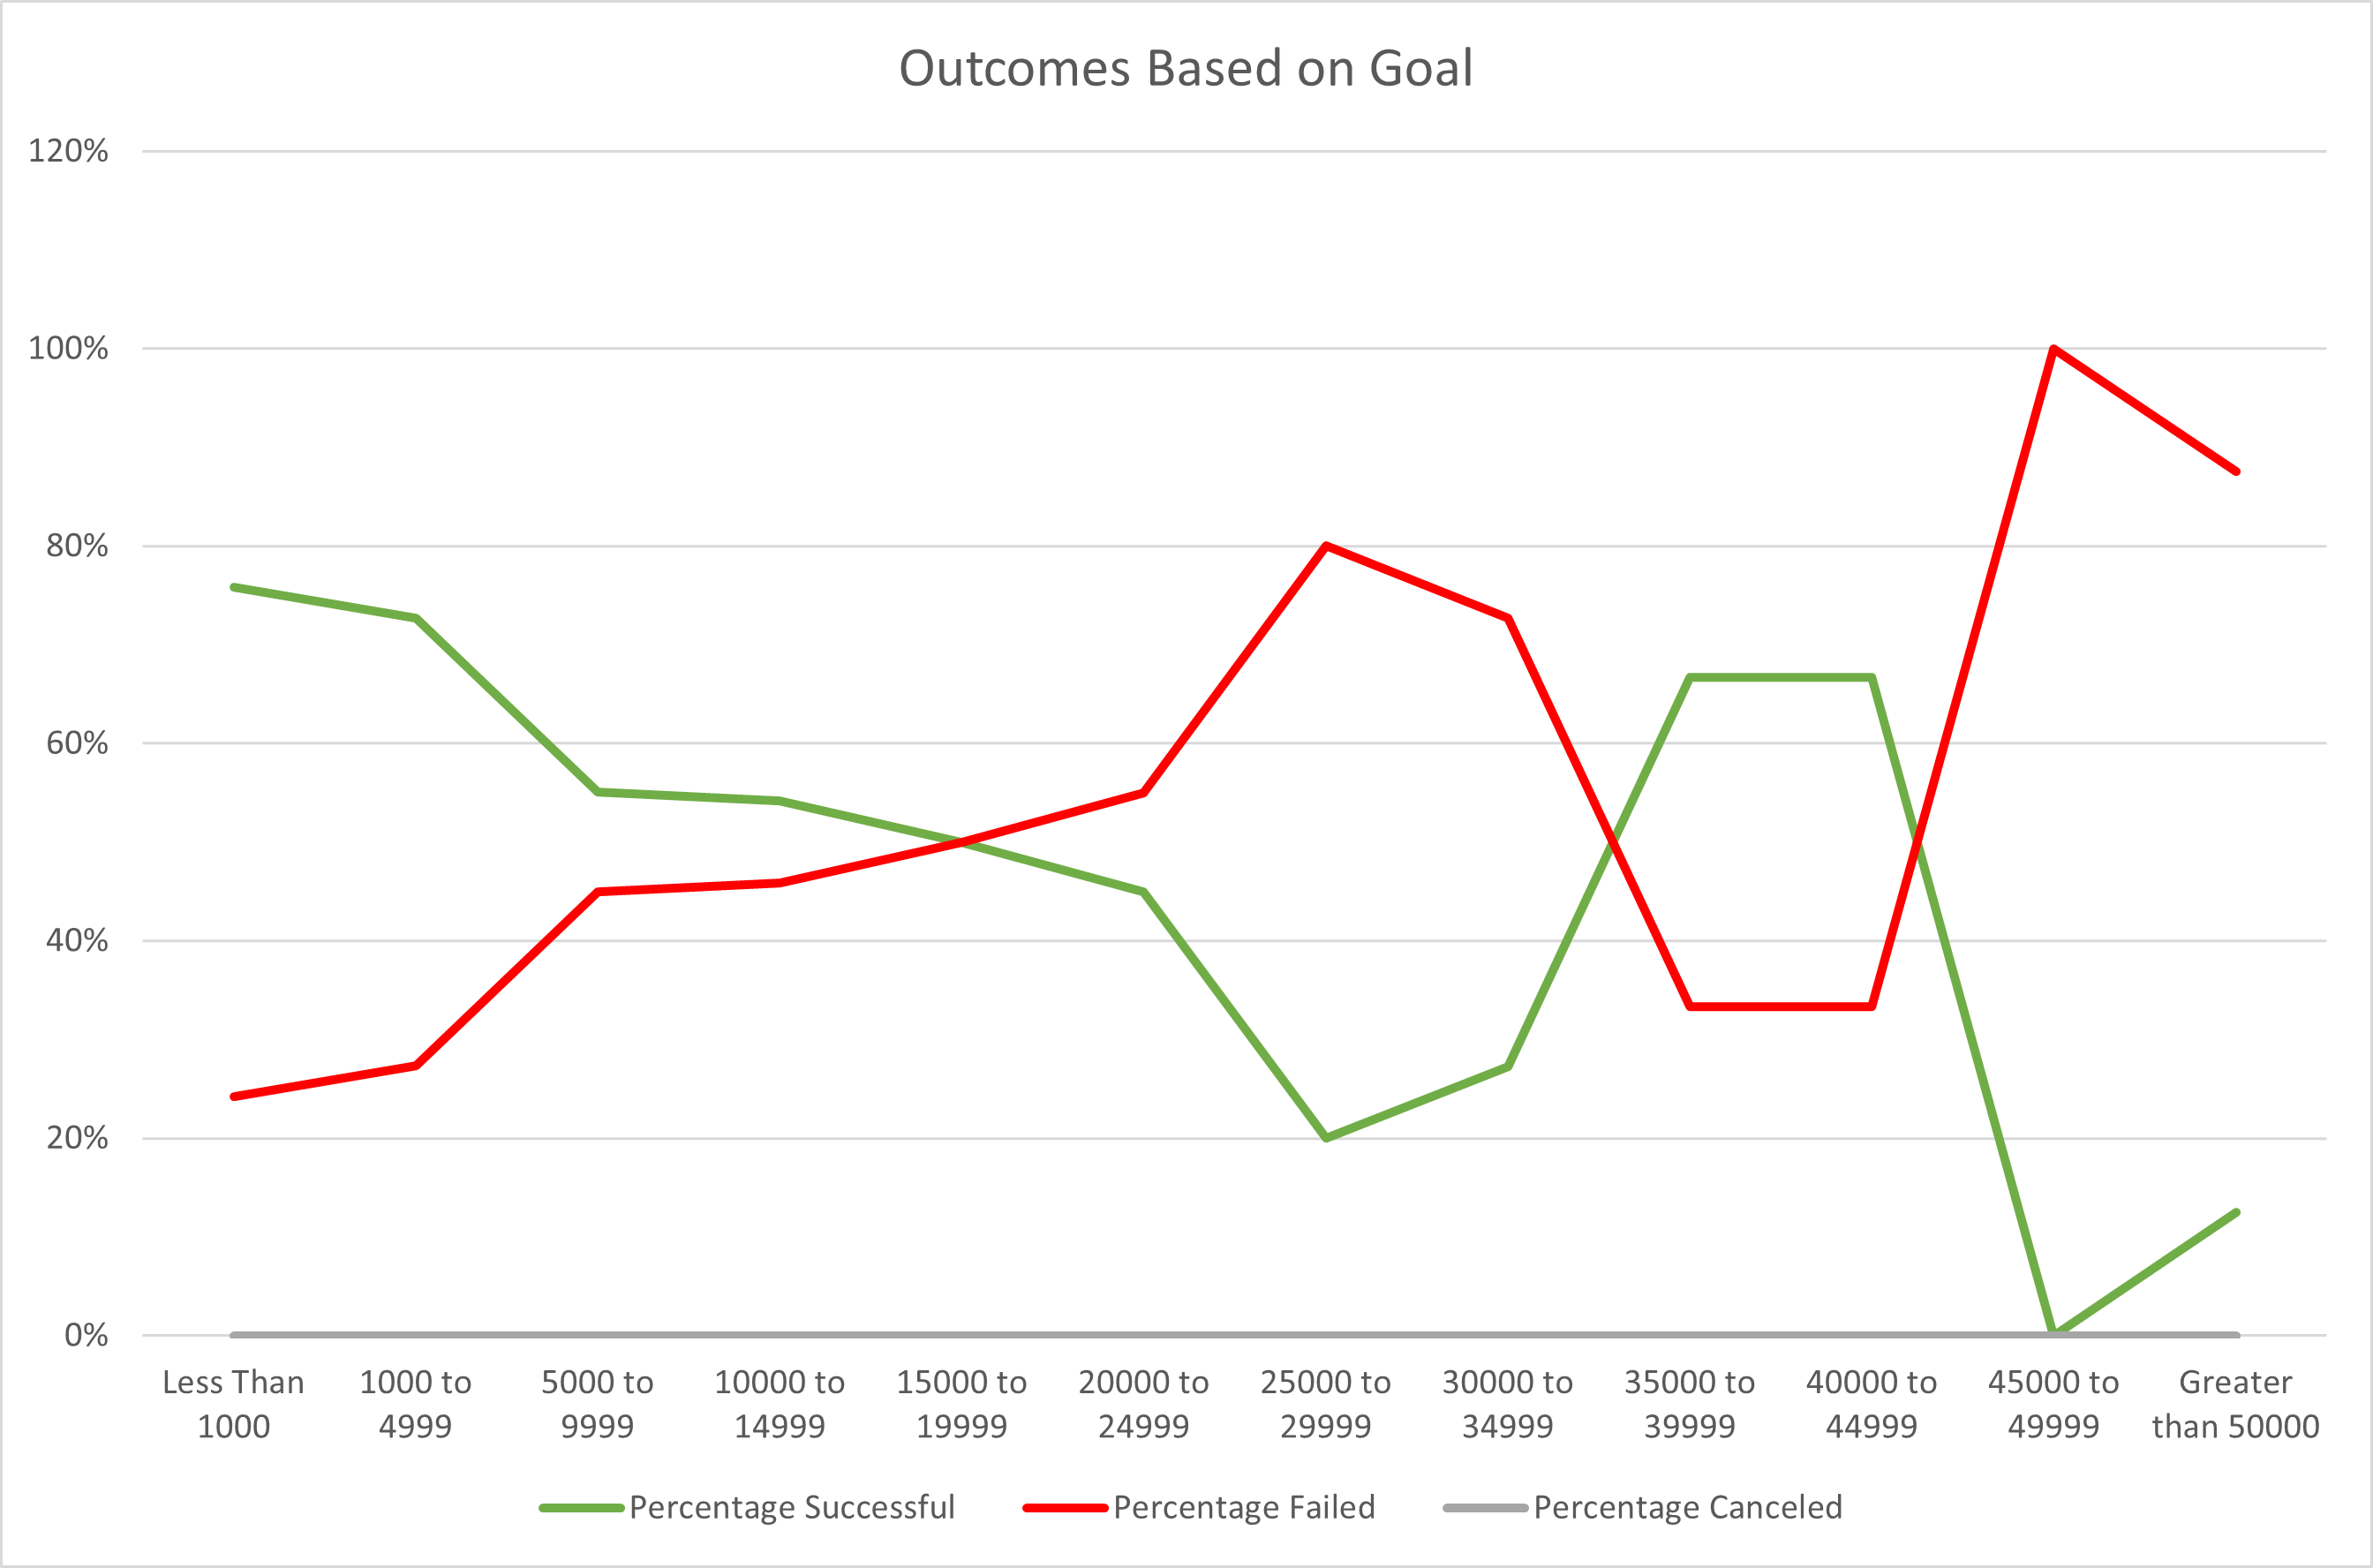 Outcomes Based on Goal
120%
100%
80%
60%
40%
20%
0%
Less Than
1000
1000 to
4999
5000 to
9999
10000 to
14999
15000 to
19999
20000 to
24999
25000 to
29999
30000 to
34999
35000 to
39999
40000 to
44999
45000 to
49999
Greater
than 50000
Percentage Successful
Percentage Failed
Percentage Canceled